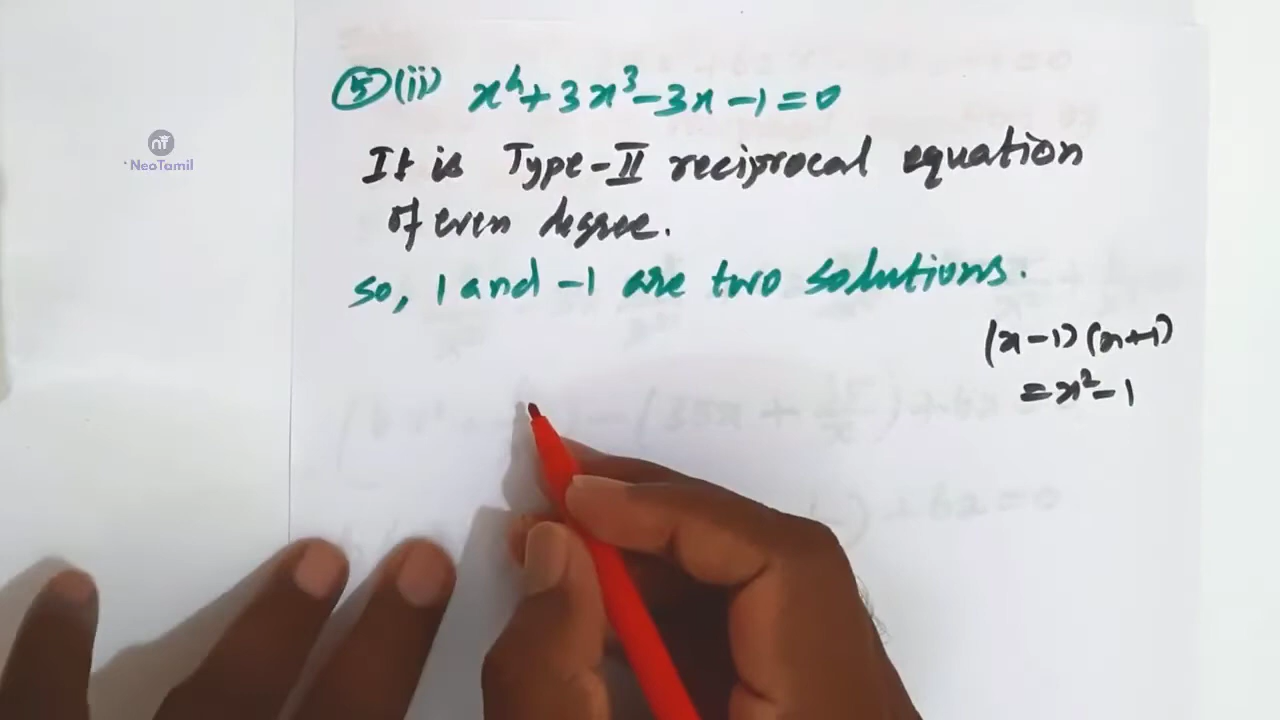 NeoTamil
⑤(ii) x⁴+3x³-3x-1=0
It is Type-II reciprocal equation
of even degree.
so, 1 and -1 are two solutions.
(x-1)(x+1)
=x²-1